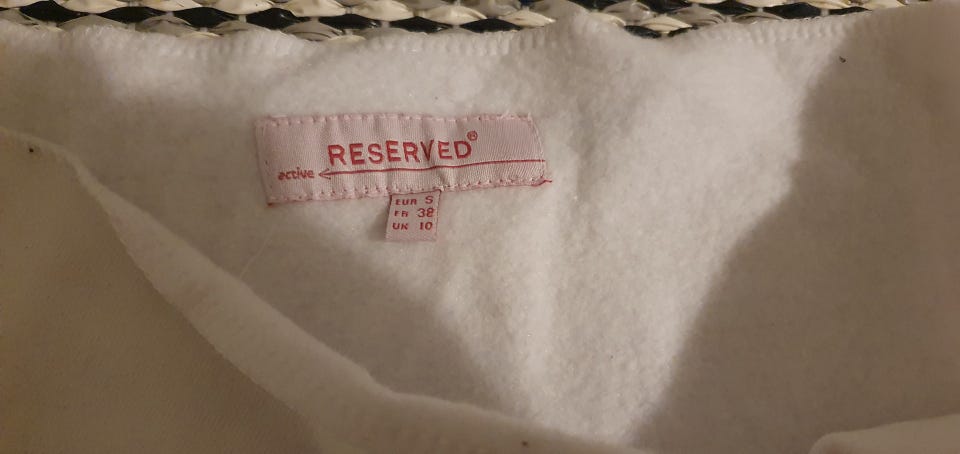 RESERVED®
active
EUR S
FR 38
UK 10